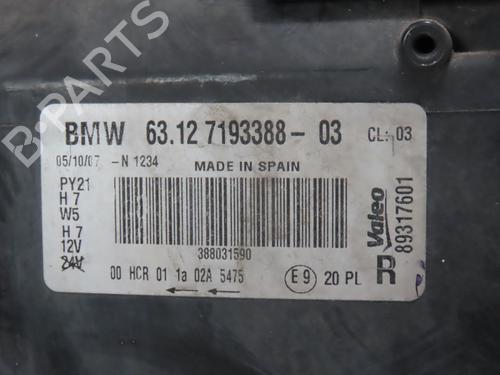 B-PARTS
BMW 63.12 7193388-03 CL: 03
05/10/07 -N 1234
MADE IN SPAIN
PY21
H 7
W5
H 7
12V
24V
388031590
00 HCR 01 1a 02A 5475
E9 20 PL
Valeo
89317601
R